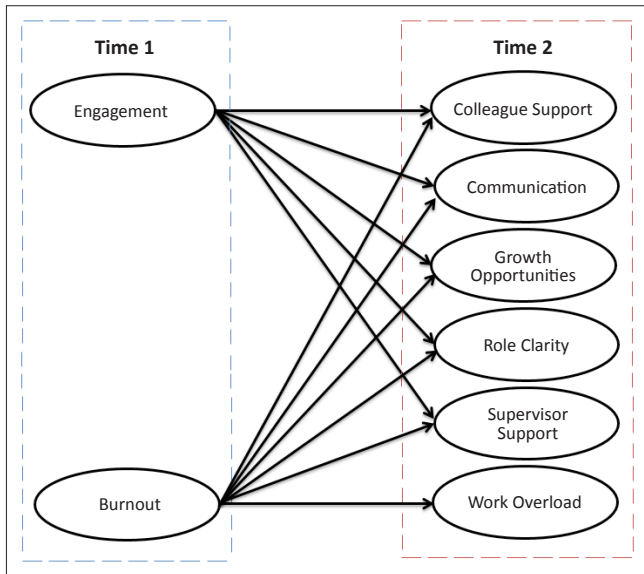 Time 1
Time 2
Engagement
Colleague Support
Communication
Growth
Opportunities
Role Clarity
Supervisor
Support
Burnout
Work Overload